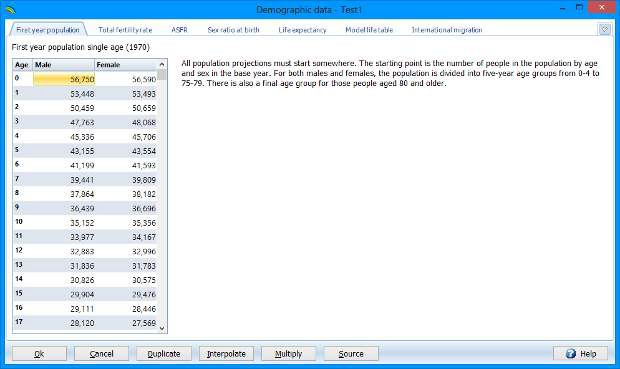 Demographic data - Test1
First year population Total fertility rate ASFR Sex ratio at birth Life expectancy Model life table International migration
First year population single age (1970)
All population projections must start somewhere. The starting point is the number of people in the population by age
and sex in the base year. For both males and females, the population is divided into five-year age groups from 0-4 to
75-79. There is also a final age group for those people aged 80 and older.
Age Male Female
0 56,750 56,590
1 53,448 53,493
2 50,459 50,659
3 47,763 48,068
4 45,336 45,706
5 43,155 43,554
6 41,199 41,593
7 39,441 39,809
8 37,864 38,182
9 36,439 36,696
10 35,152 35,356
11 33,977 34,167
12 32,883 32,996
13 31,836 31,783
14 30,826 30,575
15 29,904 29,476
16 29,111 28,446
17 28,120 27,569
Ok Cancel Duplicate Interpolate Multiply Source Help